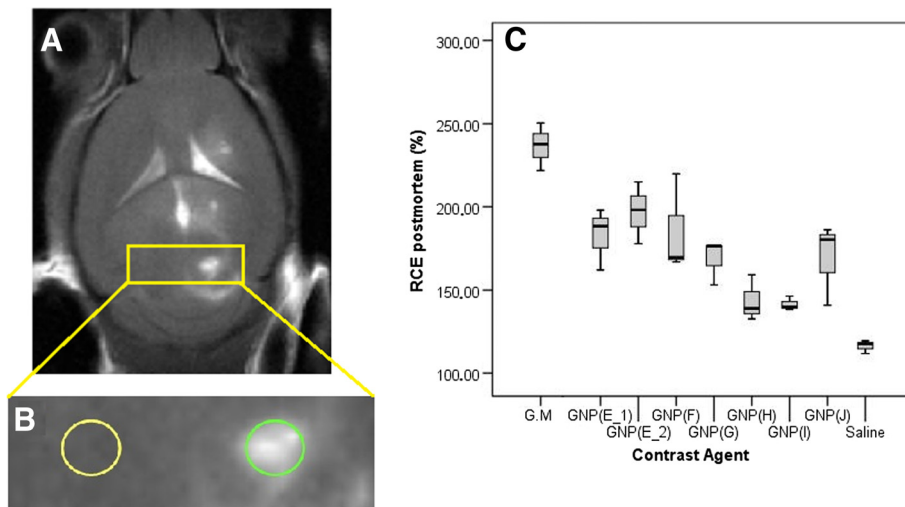 A
B
C
RCE postmortem (%)
300.00
250.00
200.00
150.00
100.00
G.M
GNP(E_1)
GNP(E_2)
GNP(F)
GNP(G)
GNP(H)
GNP(I)
GNP(J)
Saline
Contrast Agent